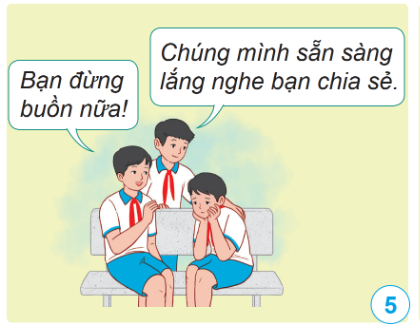 Bạn đừng
buồn nữa!
Chúng mình sẵn sàng
lắng nghe bạn chia sẻ.
5